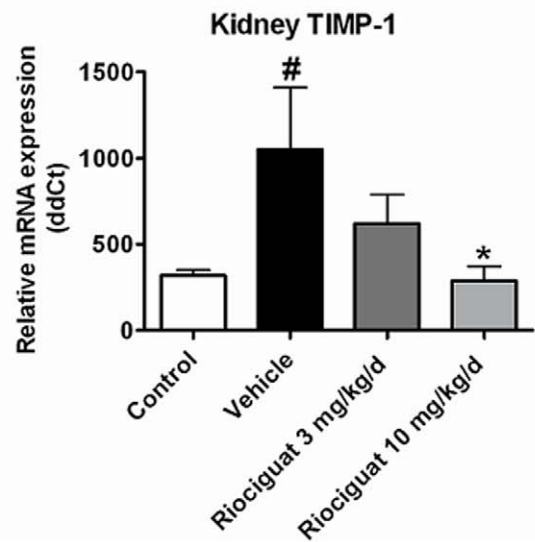 Kidney TIMP-1
Relative mRNA expression
(ddCt)
1500
1000
500
0
#
*
Control
Vehicle
Riociguat 3 mg/kg/d
Riociguat 10 mg/kg/d